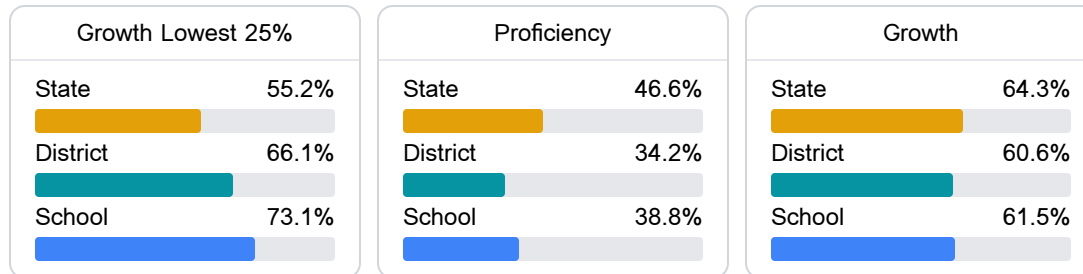 Growth Lowest 25%
State 55.2%
District 66.1%
School 73.1%
Proficiency
State 46.6%
District 34.2%
School 38.8%
Growth
State 64.3%
District 60.6%
School 61.5%